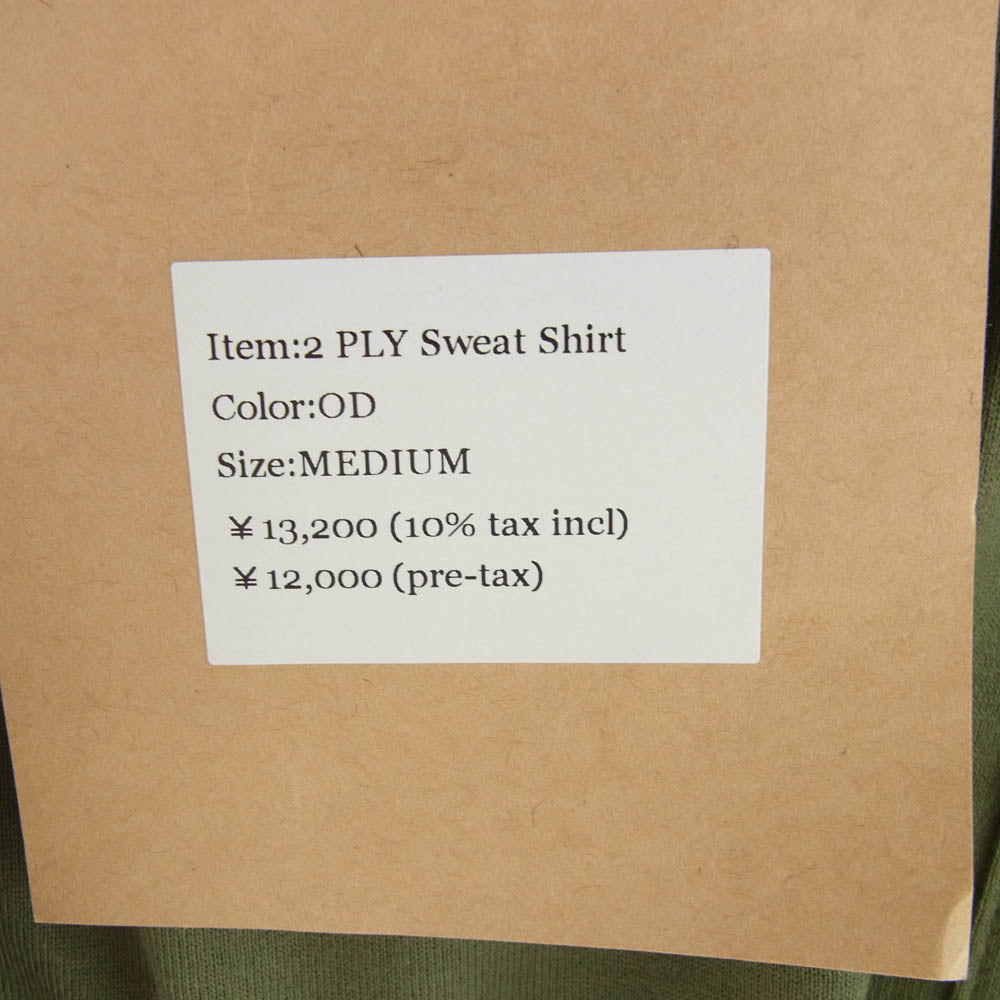 Item:2 PLY Sweat Shirt
Color:OD
Size:MEDIUM
¥13,200 (10% tax incl)
¥12,000 (pre-tax)